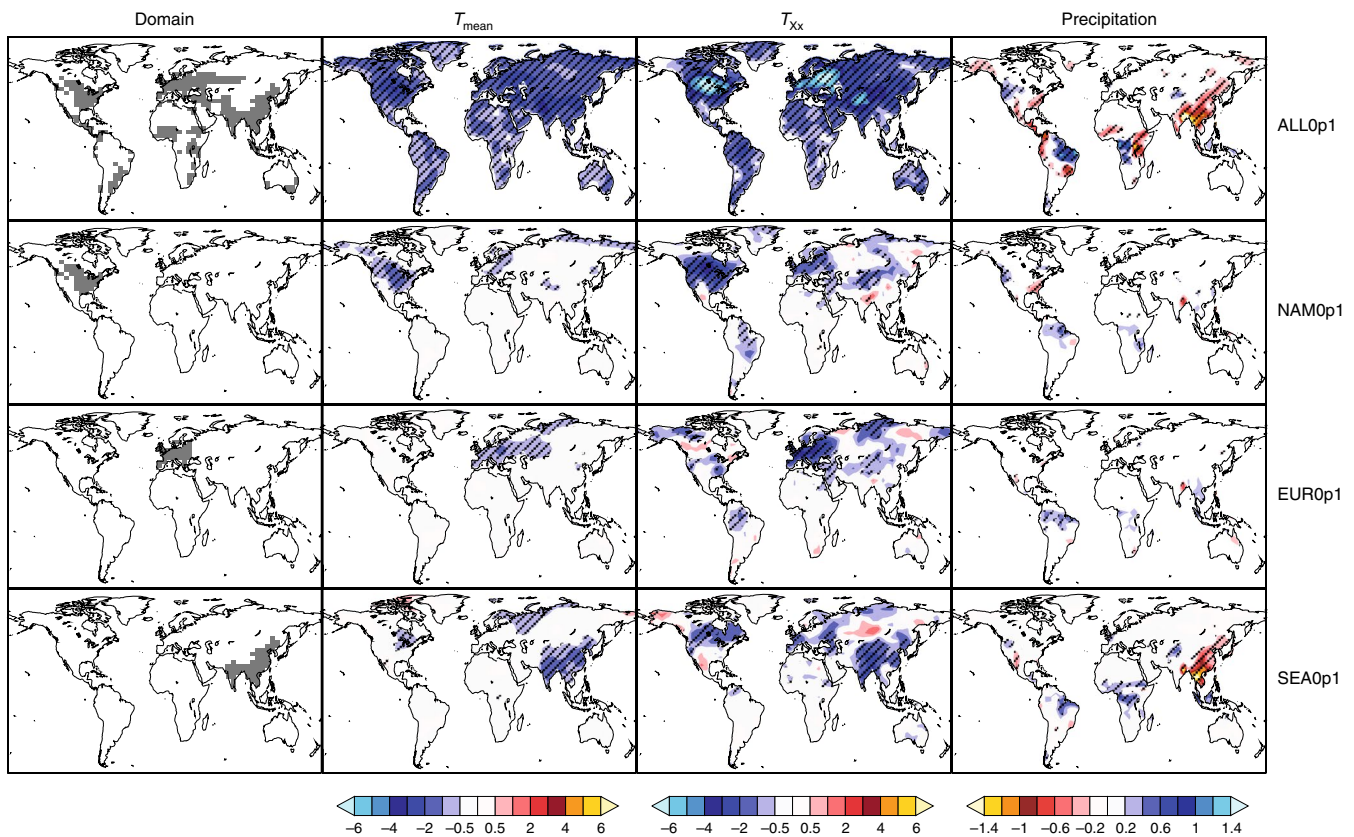 Domain T_mean T_Xx Precipitation
ALL0p1
NAM0p1
EUR0p1
SEA0p1
−6 −4 −2 −0.5 0.5 2 4 6 −6 −4 −2 −0.5 0.5 2 4 6 −1.4 −1 −0.6 −0.2 0.2 0.6 1 1.4